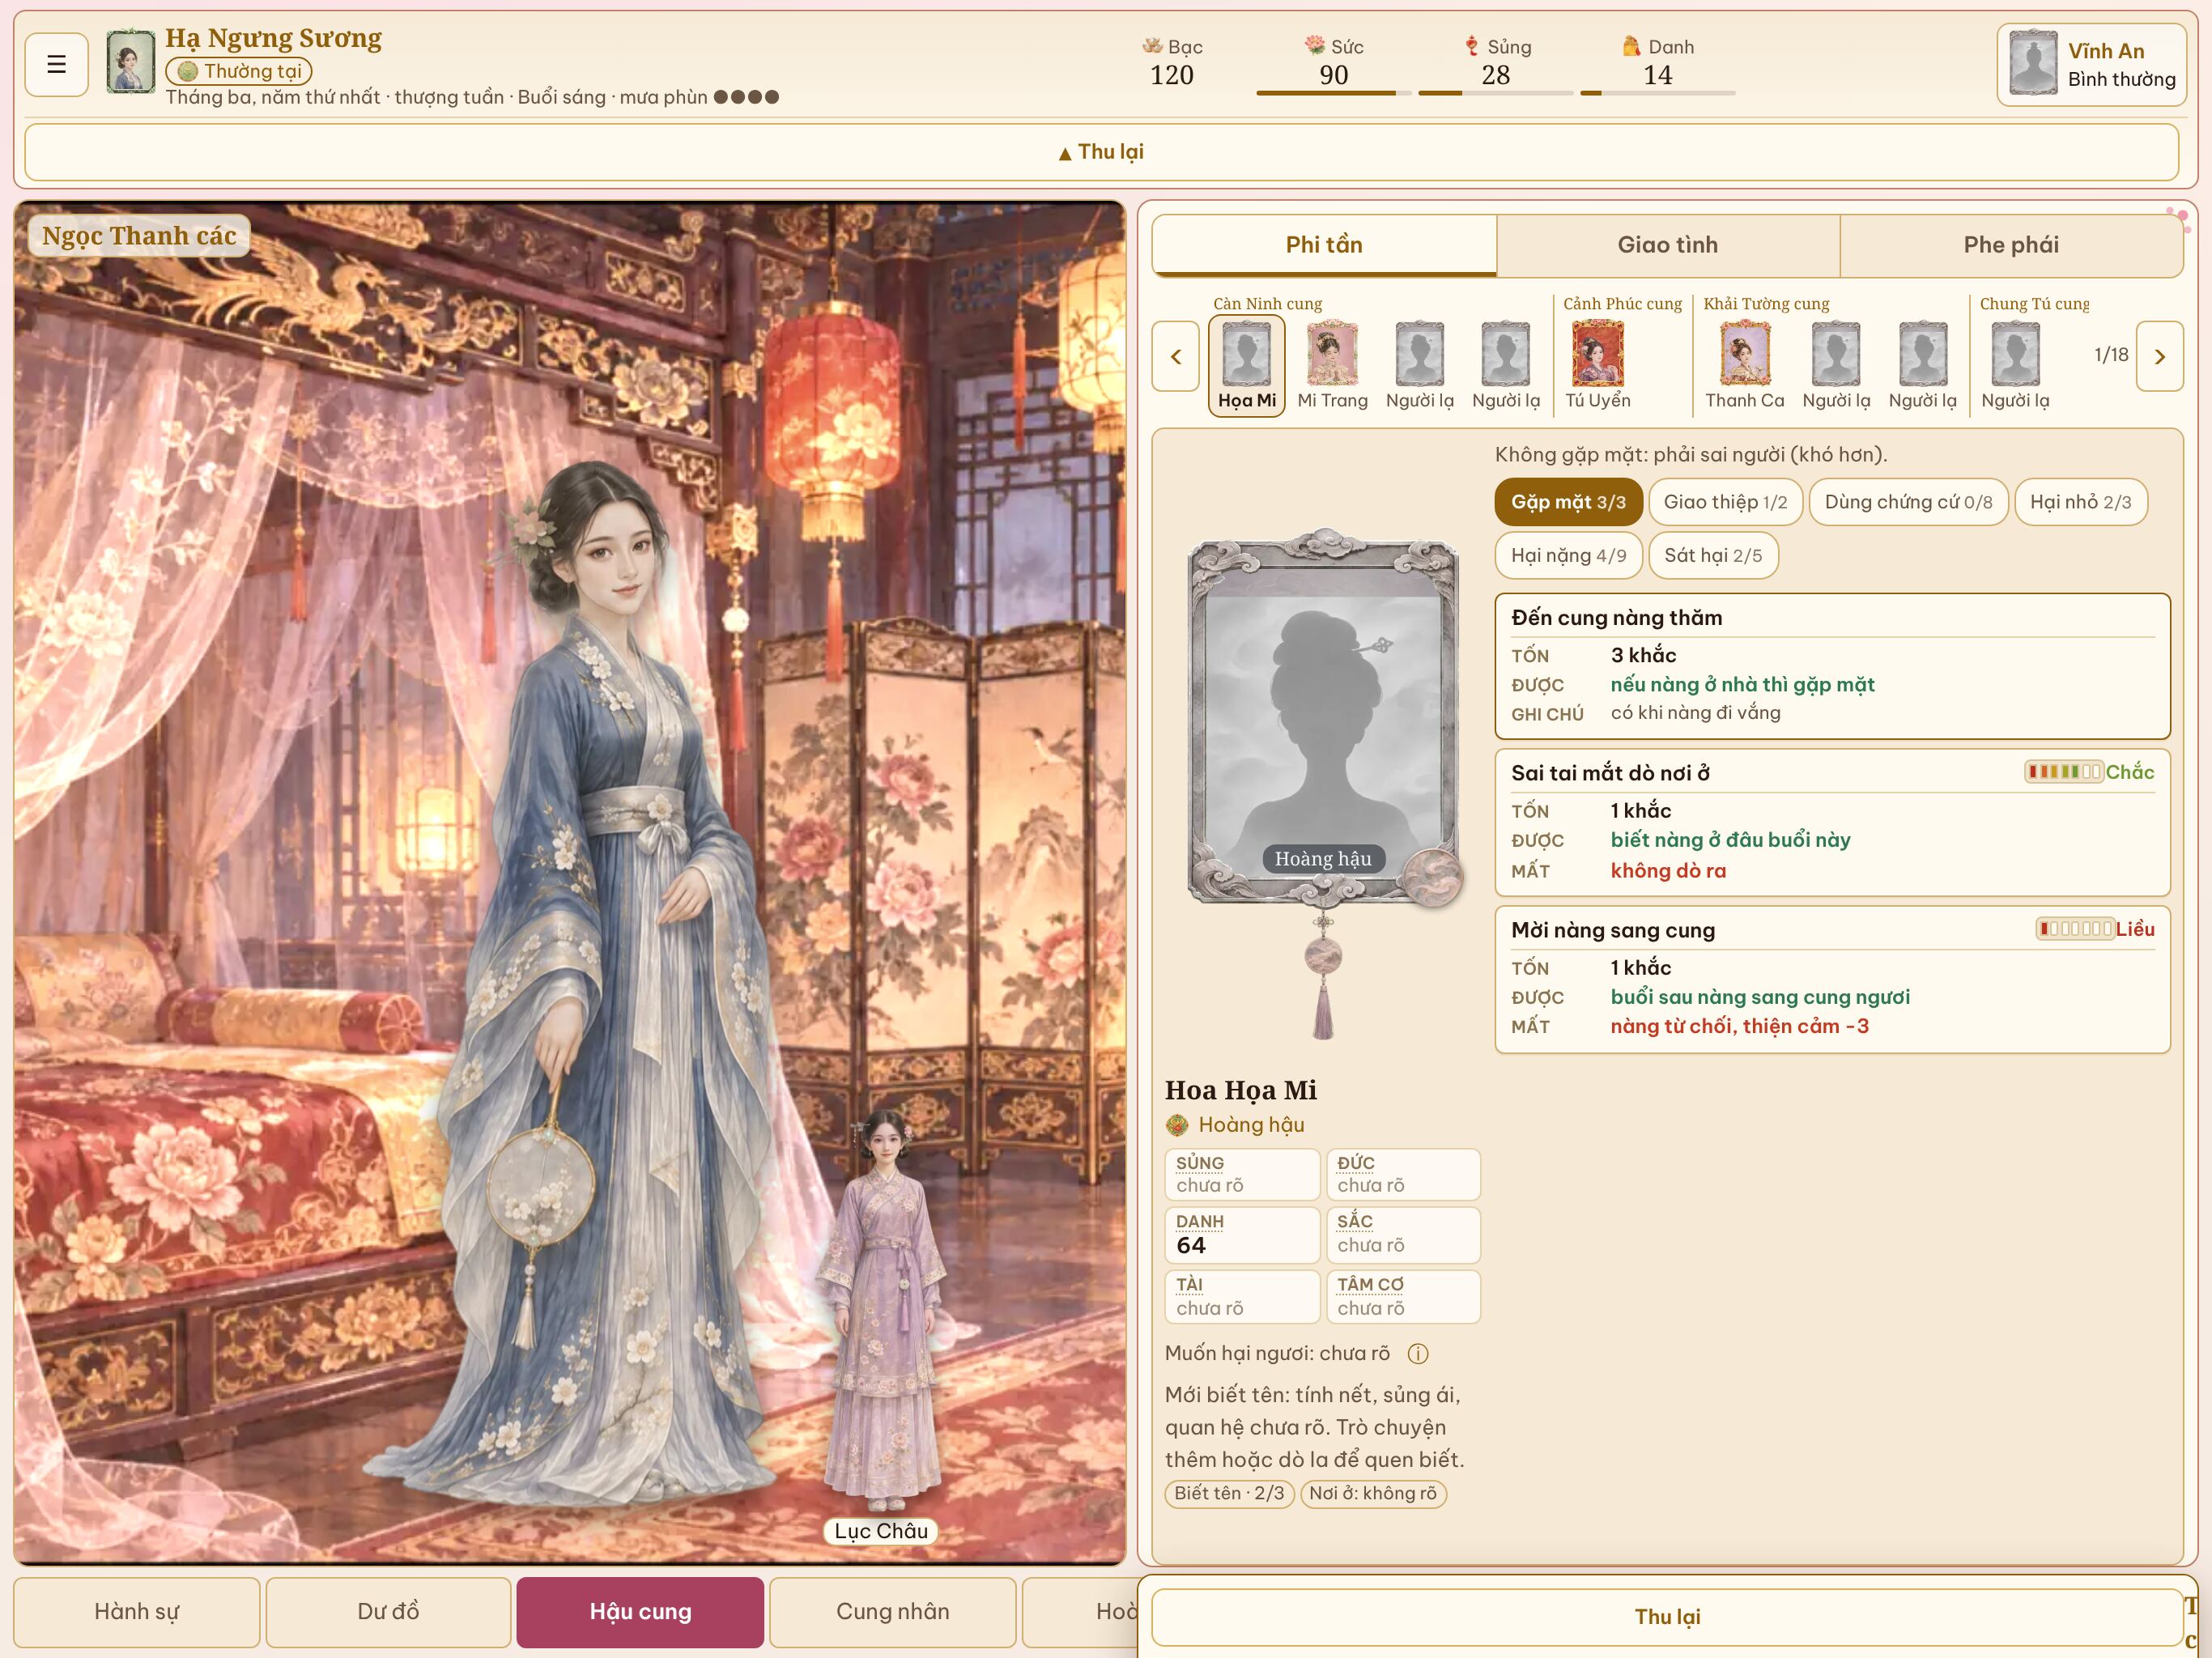 Hạ Ngưng Sương
Thường tại
Tháng ba, năm thứ nhất · thượng tuần · Buổi sáng · mưa phùn
Bạc
120
Sức
90
Sủng
28
Danh
14
Vĩnh An
Bình thường
▲ Thu lại
Ngọc Thanh các
Phi tần
Giao tình
Phe phái
Càn Ninh cung
Cảnh Phúc cung
Khải Tường cung
Chung Tú cung
Họa Mi
Mi Trang
Người lạ
Người lạ
Tú Uyển
Thanh Ca
Người lạ
Người lạ
Người lạ
1/18
Không gặp mặt: phải sai người (khó hơn).
Gặp mặt 3/3
Giao thiệp 1/2
Dùng chứng cứ 0/8
Hại nhỏ 2/3
Hại nặng 4/9
Sát hại 2/5
Đến cung nàng thăm
TỐN 3 khắc
ĐƯỢC nếu nàng ở nhà thì gặp mặt
GHI CHÚ có khi nàng đi vắng
Sai tai mắt dò nơi ở
Chắc
TỐN 1 khắc
ĐƯỢC biết nàng ở đâu buổi này
MẤT không dò ra
Mời nàng sang cung
Liều
TỐN 1 khắc
ĐƯỢC buổi sau nàng sang cung ngươi
MẤT nàng từ chối, thiện cảm -3
Hoàng hậu
Hoa Họa Mi
Hoàng hậu
SỦNG
chưa rõ
ĐỨC
chưa rõ
DANH
64
SẮC
chưa rõ
TÀI
chưa rõ
TÂM CƠ
chưa rõ
Muốn hại ngươi: chưa rõ
Mới biết tên: tính nết, sủng ái,
quan hệ chưa rõ. Trò chuyện
thêm hoặc dò la để quen biết.
Biết tên · 2/3
Nơi ở: không rõ
Lục Châu
Hành sự
Dư đồ
Hậu cung
Cung nhân
Thu lại